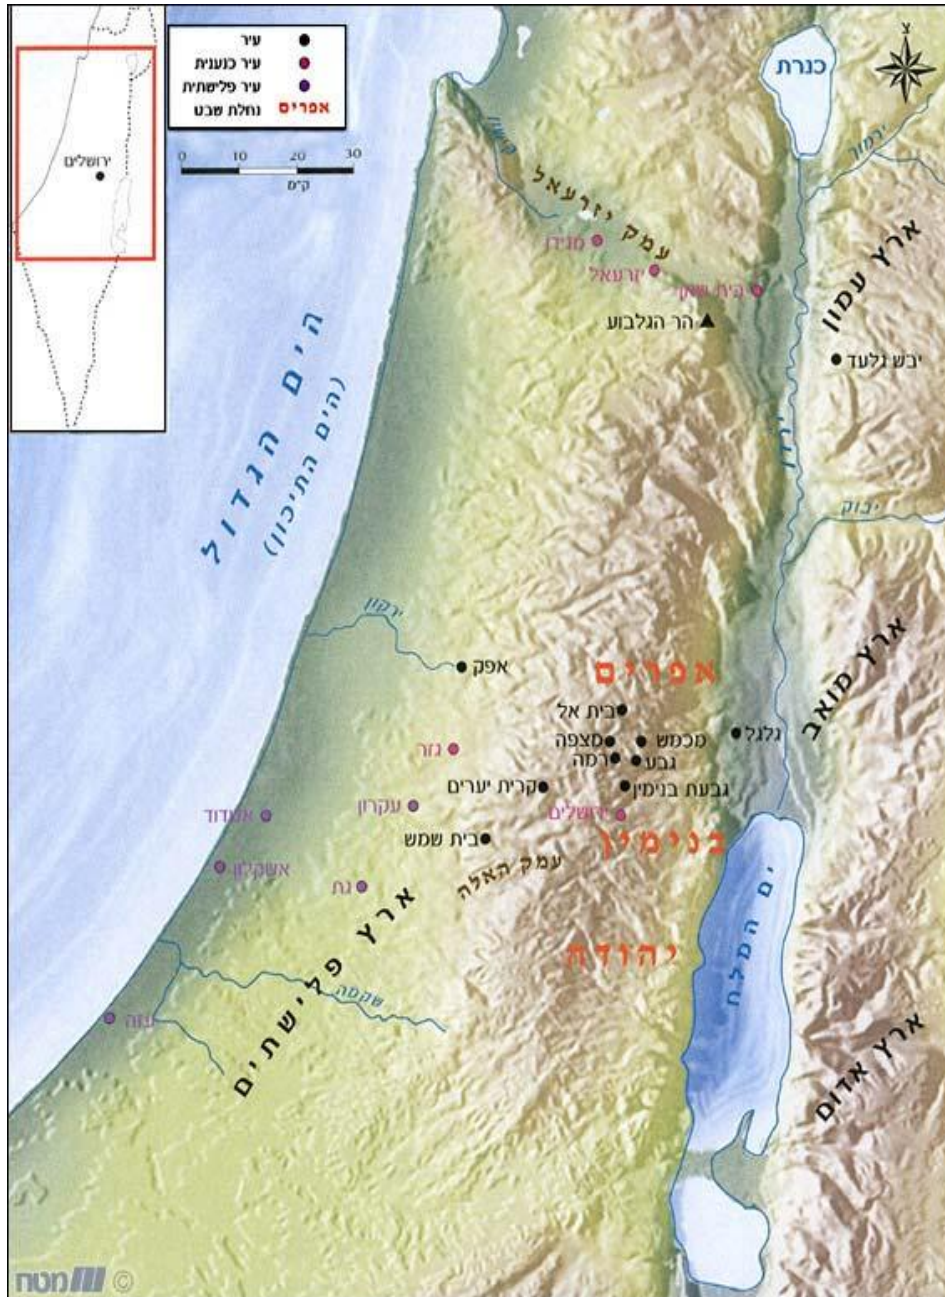 ירושלים
עיר
עיר כנענית
עיר פלישתית
אפרים נחלת שבט
0 10 20 30
ק"מ
צ
כנרת
ירמוך
קישון
עמק יזרעאל
מגידו
יזרעאל
בית שאן
הר הגלבוע
ארץ עמון
יבש גלעד
הים הגדול
(הים התיכון)
ירדן
יבוק
ירקון
אפק
אפרים
בית אל
ארץ מואב
גלגל
מכמש
מצפה
גזר
רמה
גבע
קרית יערים
גבעת בנימין
עקרון
אשדוד
ירושלים
בנימין
בית שמש
עמק האלה
אשקלון
גת
ארץ פלישתים
יהודה
ים המלח
שקמה
עזה
ארץ אדום
מטח ©